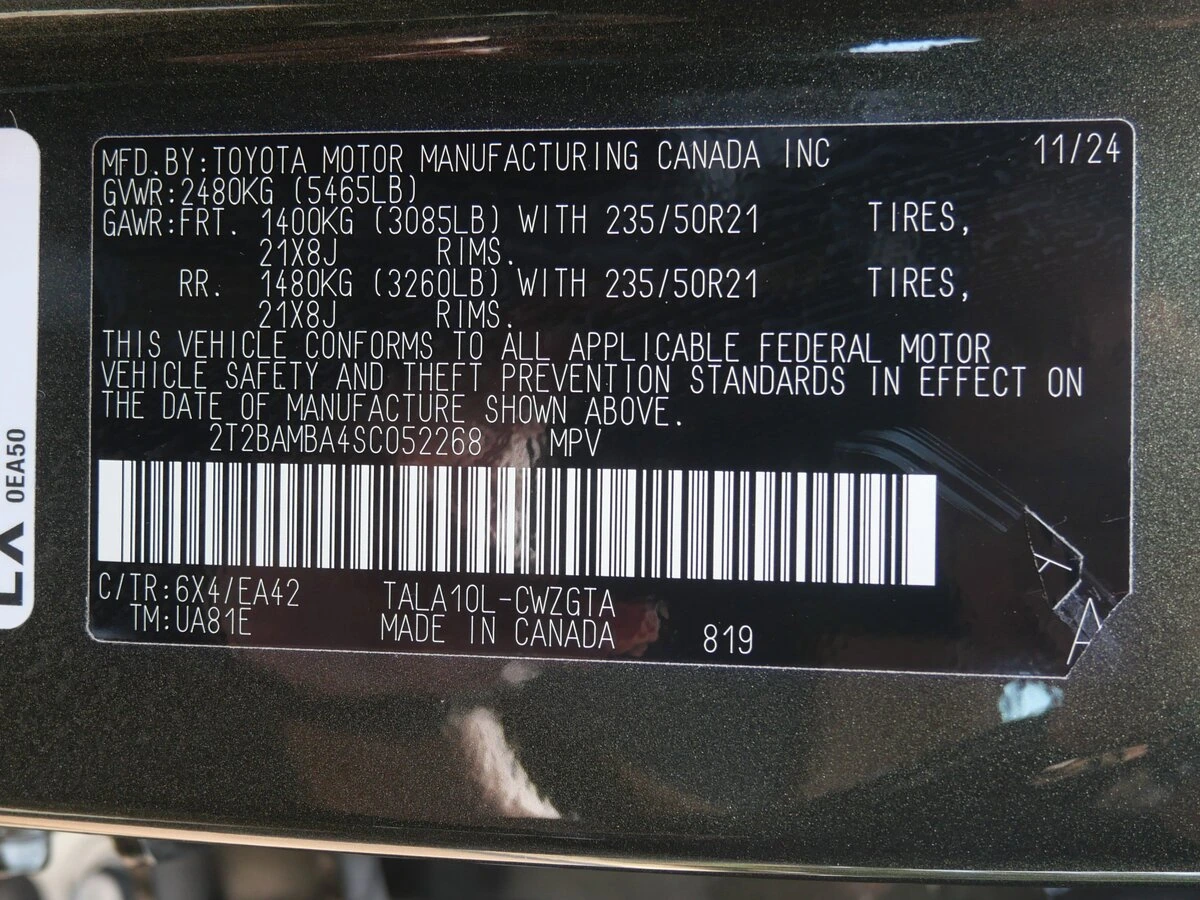 MFD.BY:TOYOTA MOTOR MANUFACTURING CANADA INC 11/24
GVWR:2480KG (5465LB)
GAWR:FRT. 1400KG (3085LB) WITH 235/50R21 TIRES,
21X8J RIMS.
RR. 1480KG (3260LB) WITH 235/50R21 TIRES,
21X8J RIMS.
THIS VEHICLE CONFORMS TO ALL APPLICABLE FEDERAL MOTOR
VEHICLE SAFETY AND THEFT PREVENTION STANDARDS IN EFFECT ON
THE DATE OF MANUFACTURE SHOWN ABOVE.
2T2BAMBA4SC052268 MPV
C/TR:6X4/EA42 TALA10L-CWZGTA
TM:UA81E MADE IN CANADA 819
A
A
0EA50